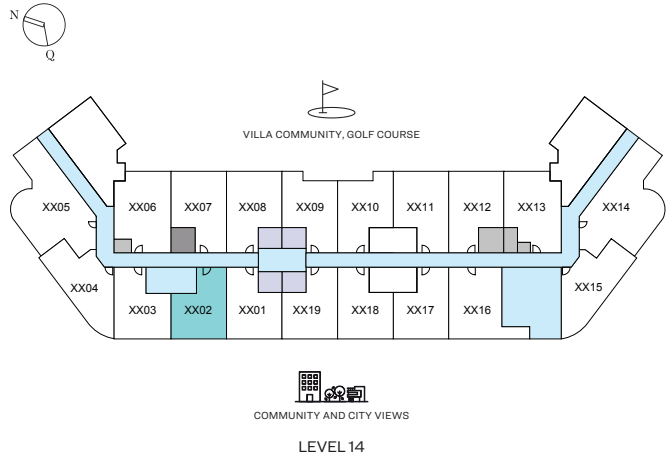 N
Q
VILLA COMMUNITY, GOLF COURSE
XX05 XX06 XX07 XX08 XX09 XX10 XX11 XX12 XX13 XX14
XX04 XX03 XX02 XX01 XX19 XX18 XX17 XX16 XX15
COMMUNITY AND CITY VIEWS
LEVEL 14